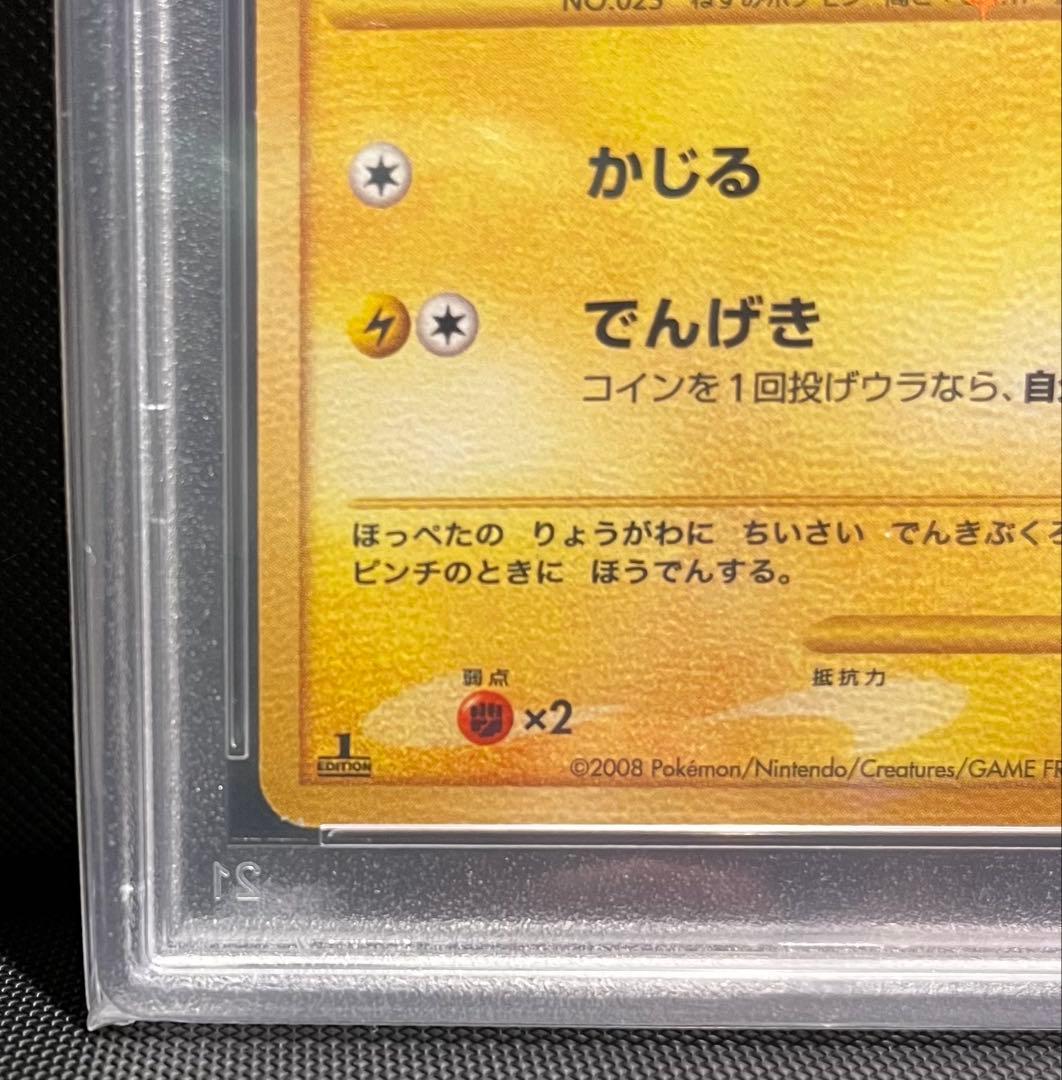 かじる
でんげき
コインを1回投げウラなら、自
ほっぺたの りょうがわに ちいさい でんきぶく
ピンチのときに ほうでんする。
弱点 抵抗力
×2
1
EDITION
©2008 Pokémon/Nintendo/Creatures/GAME FR
21